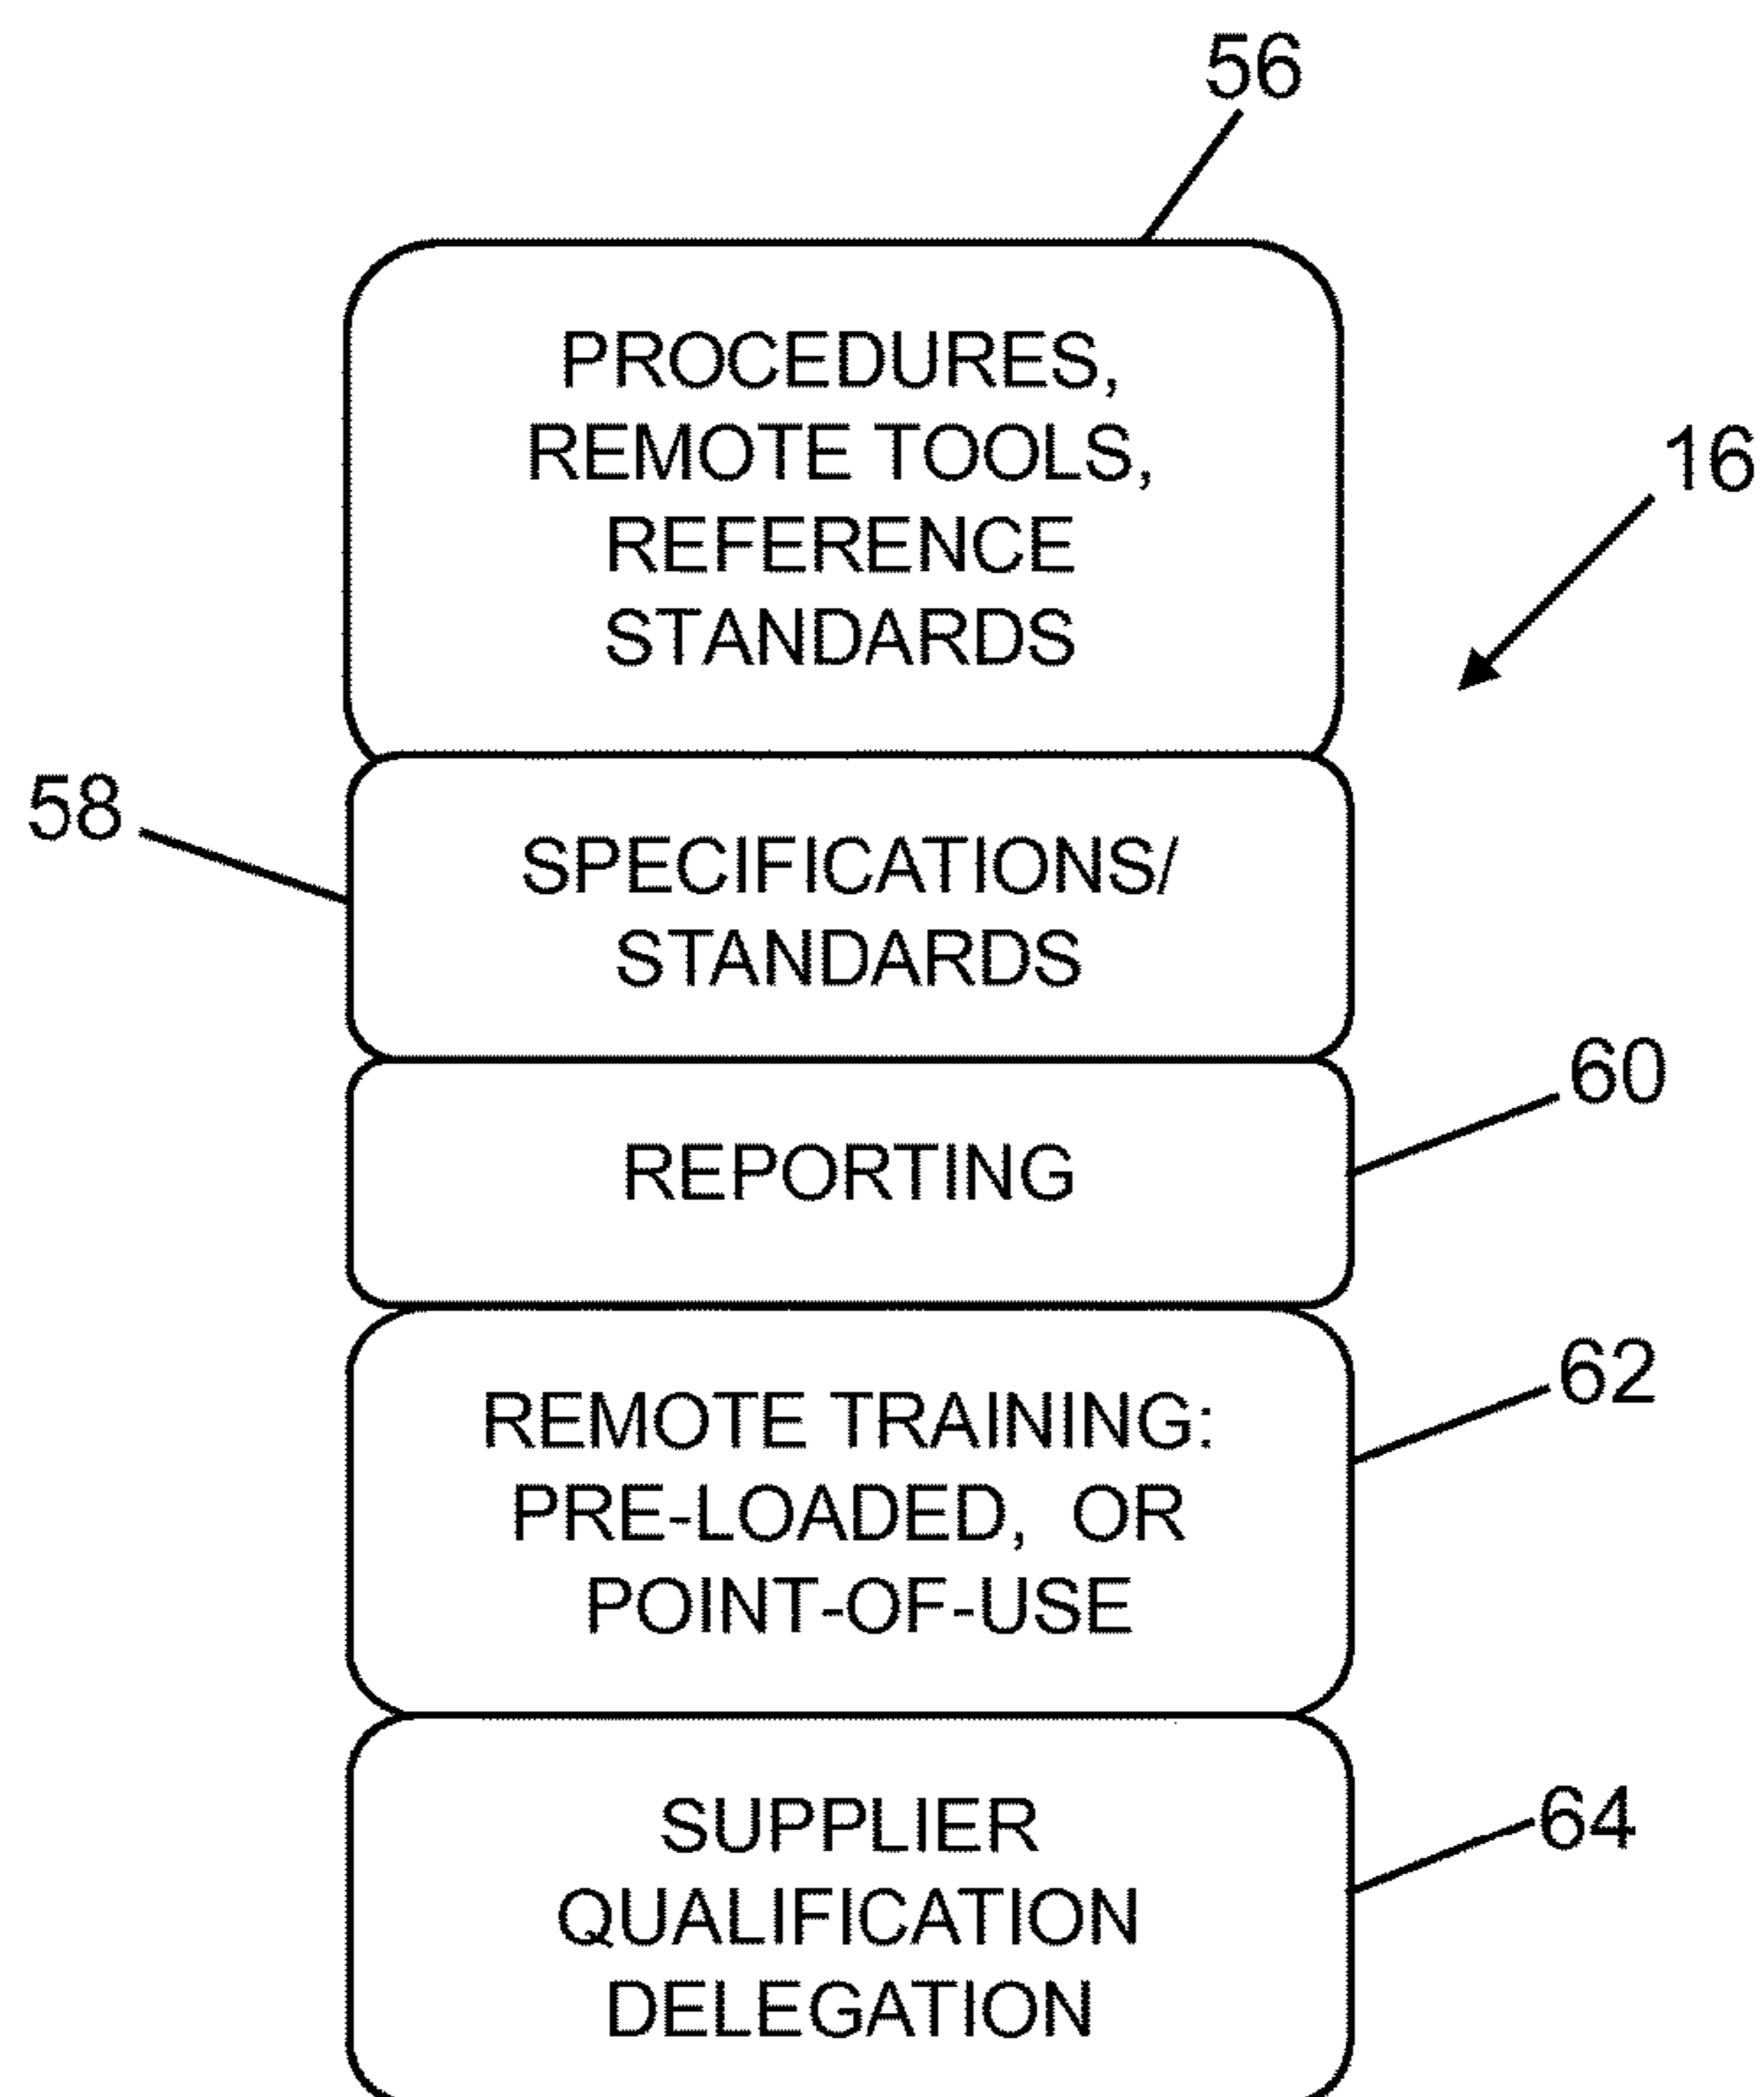 56
PROCEDURES,
REMOTE TOOLS,
REFERENCE
STANDARDS
16
58
SPECIFICATIONS/
STANDARDS
60
REPORTING
62
REMOTE TRAINING:
PRE-LOADED, OR
POINT-OF-USE
64
SUPPLIER
QUALIFICATION
DELEGATION